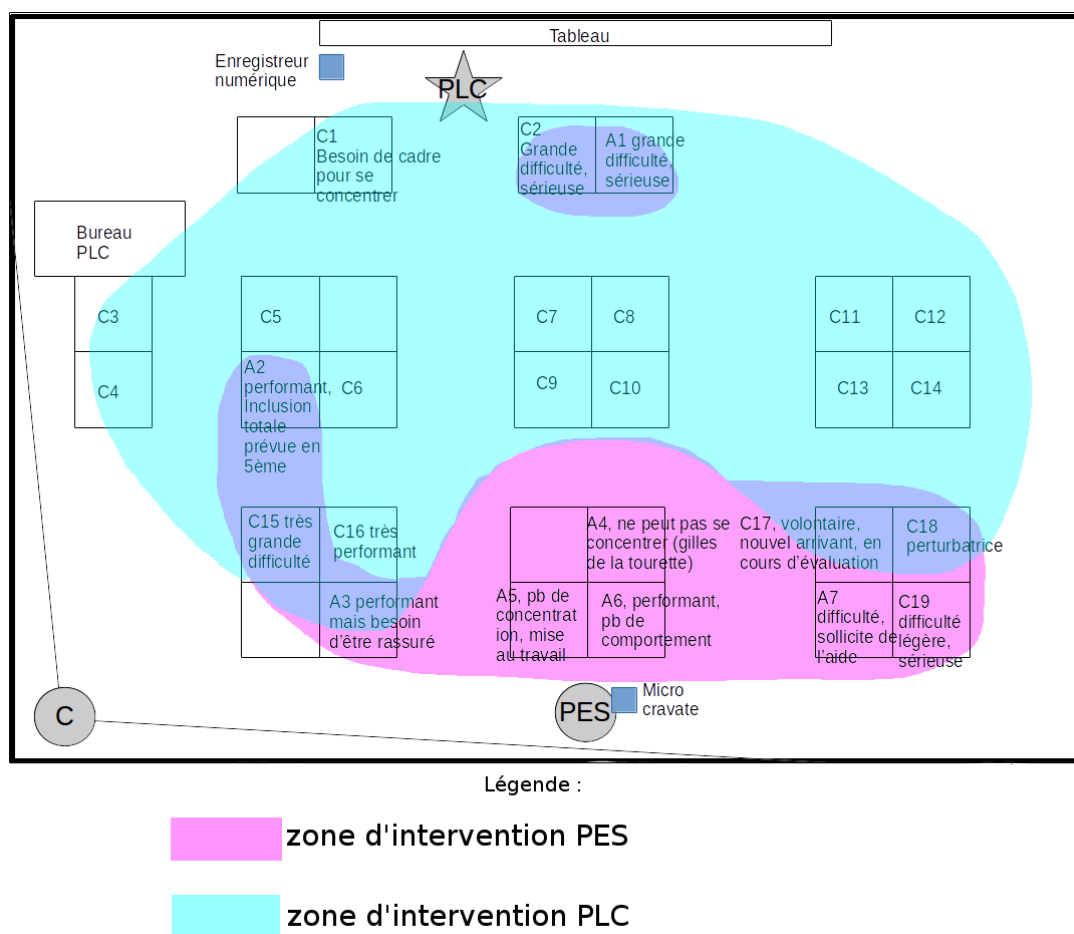 Tableau
Enregistreur
numérique
PLC
C1
Besoin de cadre
pour se
concentrer
C2
Grande
difficulté,
sérieuse
A1 grande
difficulté,
sérieuse
Bureau
PLC
C3
C4
C5
A2
performant,
Inclusion
totale
prévue en
5ème
C6
C7
C8
C9
C10
C11
C12
C13
C14
C15 très
grande
difficulté
C16 très
performant
A3 performant
mais besoin
d'être rassuré
A4, ne peut pas se
concentrer (gilles
de la tourette)
A5, pb de
concentrat
ion, mise
au travail
A6, performant,
pb de
comportement
C17, volontaire,
nouvel arrivant, en
cours d'évaluation
C18
perturbatrice
A7
difficulté,
sollicite de
l'aide
C19
difficulté
légère,
sérieuse
C
PES
Micro
cravate
Légende :
zone d'intervention PES
zone d'intervention PLC